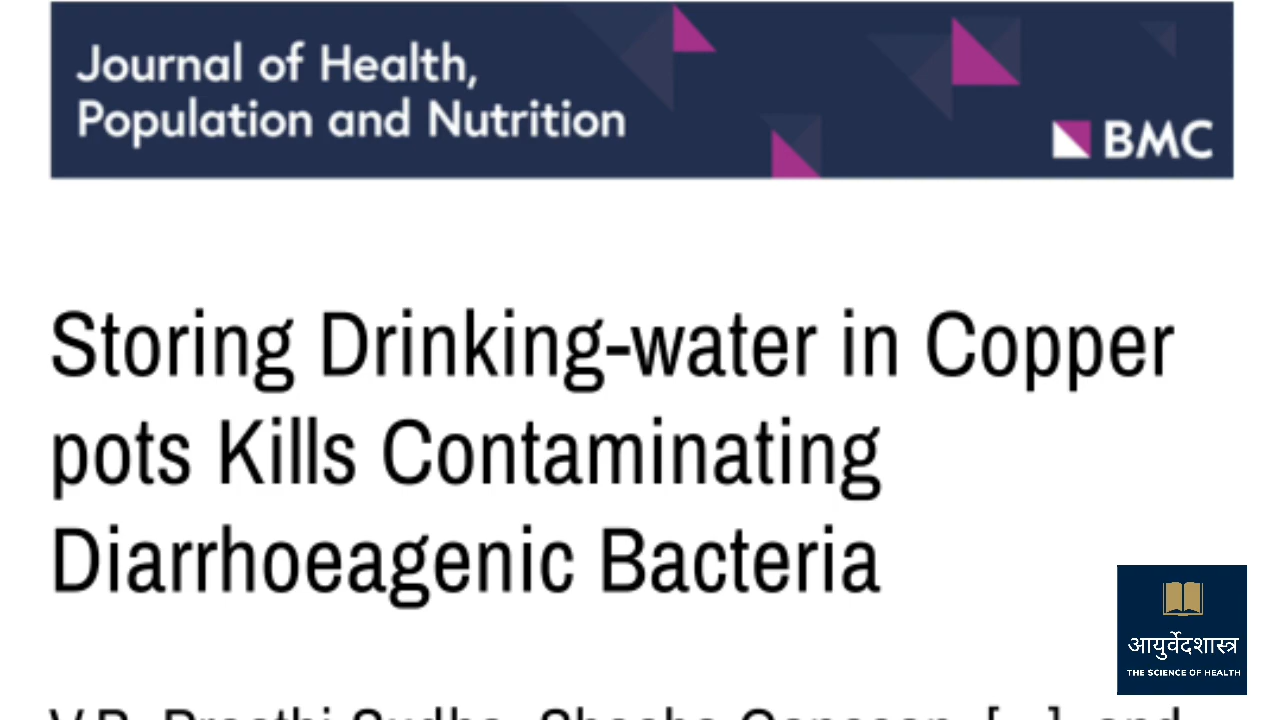 Journal of Health,
Population and Nutrition
BMC
Storing Drinking-water in Copper
pots Kills Contaminating
Diarrhoeagenic Bacteria
आयुर्वेदशास्त्र
THE SCIENCE OF HEALTH